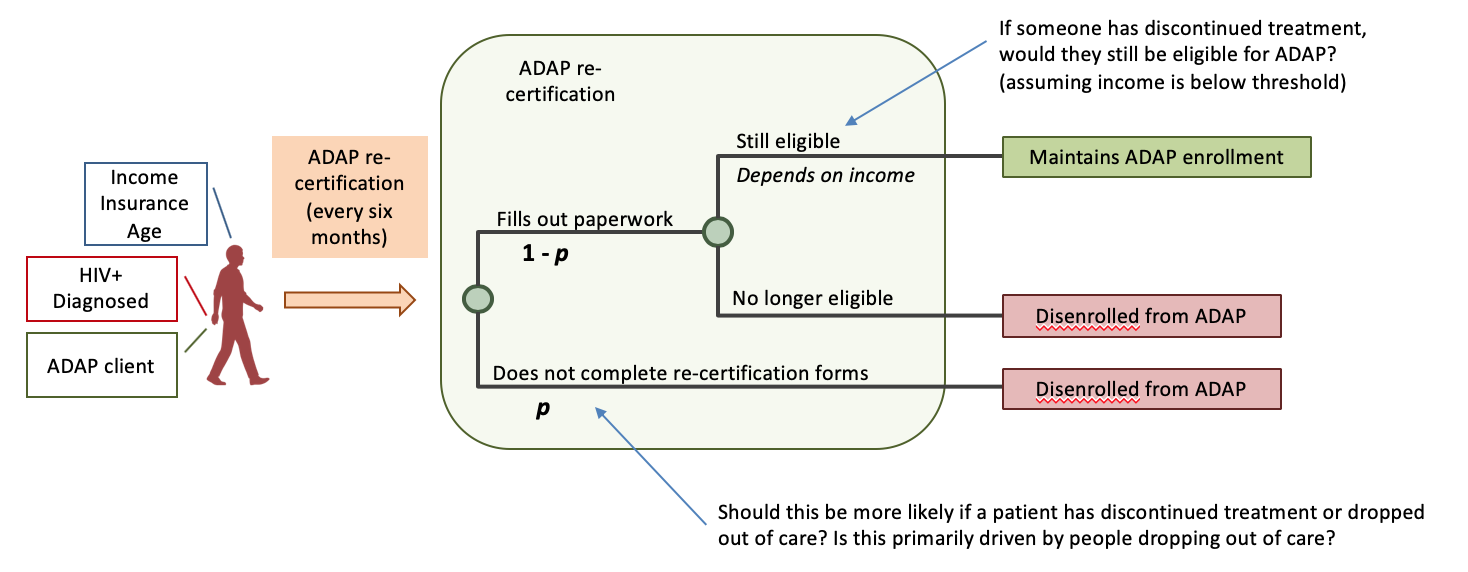 If someone has discontinued treatment,
would they still be eligible for ADAP?
(assuming income is below threshold)
ADAP re-
certification
Income
Insurance
Age
HIV+
Diagnosed
ADAP client
ADAP re-
certification
(every six
months)
Still eligible
Depends on income
Maintains ADAP enrollment
Fills out paperwork
1 - p
No longer eligible
Disenrolled from ADAP
Does not complete re-certification forms
p
Disenrolled from ADAP
Should this be more likely if a patient has discontinued treatment or dropped
out of care? Is this primarily driven by people dropping out of care?